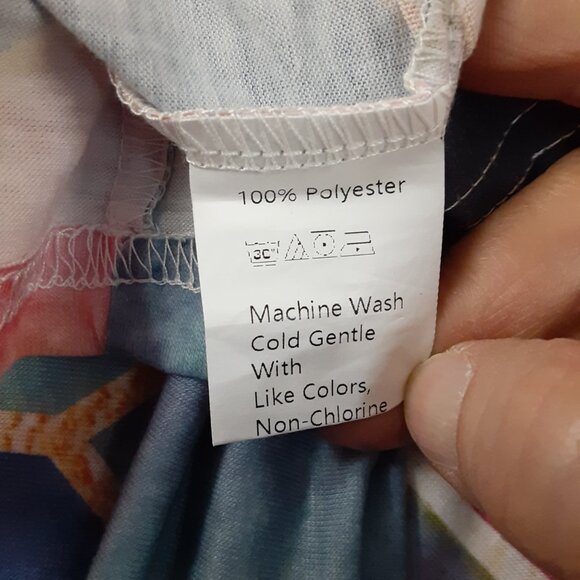 100% Polyester
30°
Machine Wash
Cold Gentle
With
Like Colors,
Non-Chlorine